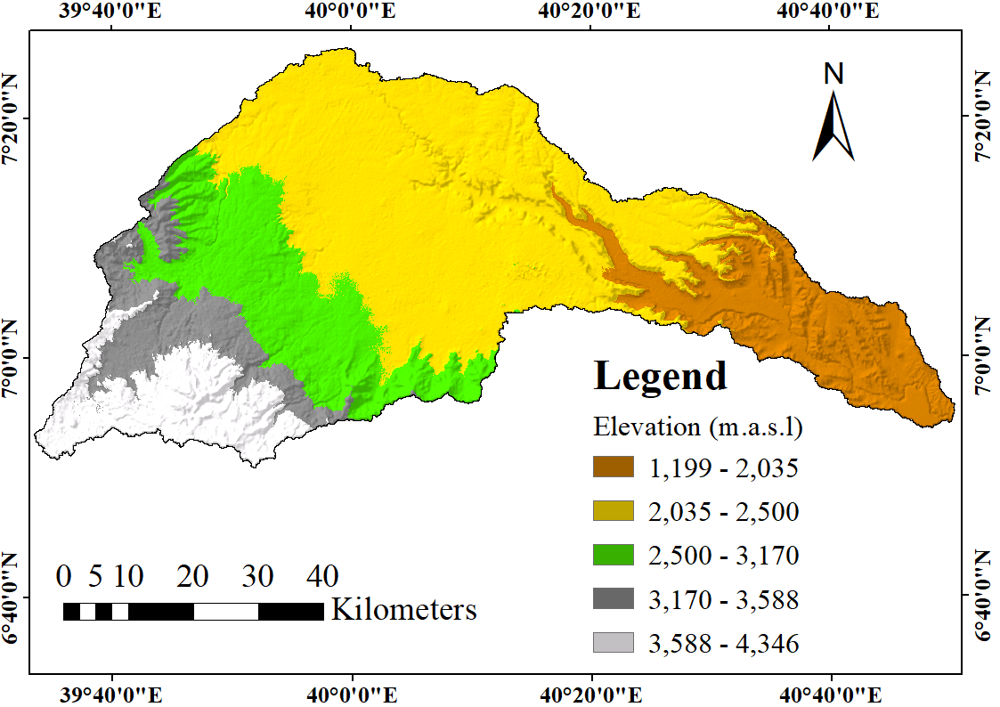 39°40'0"E 40°0'0"E 40°20'0"E 40°40'0"E
7°20'0"N
7°0'0"N
6°40'0"N
N
7°20'0"N
7°0'0"N
6°40'0"N
Legend
Elevation (m.a.s.l)
1,199 - 2,035
2,035 - 2,500
2,500 - 3,170
3,170 - 3,588
3,588 - 4,346
0 5 10 20 30 40
Kilometers
39°40'0"E 40°0'0"E 40°20'0"E 40°40'0"E